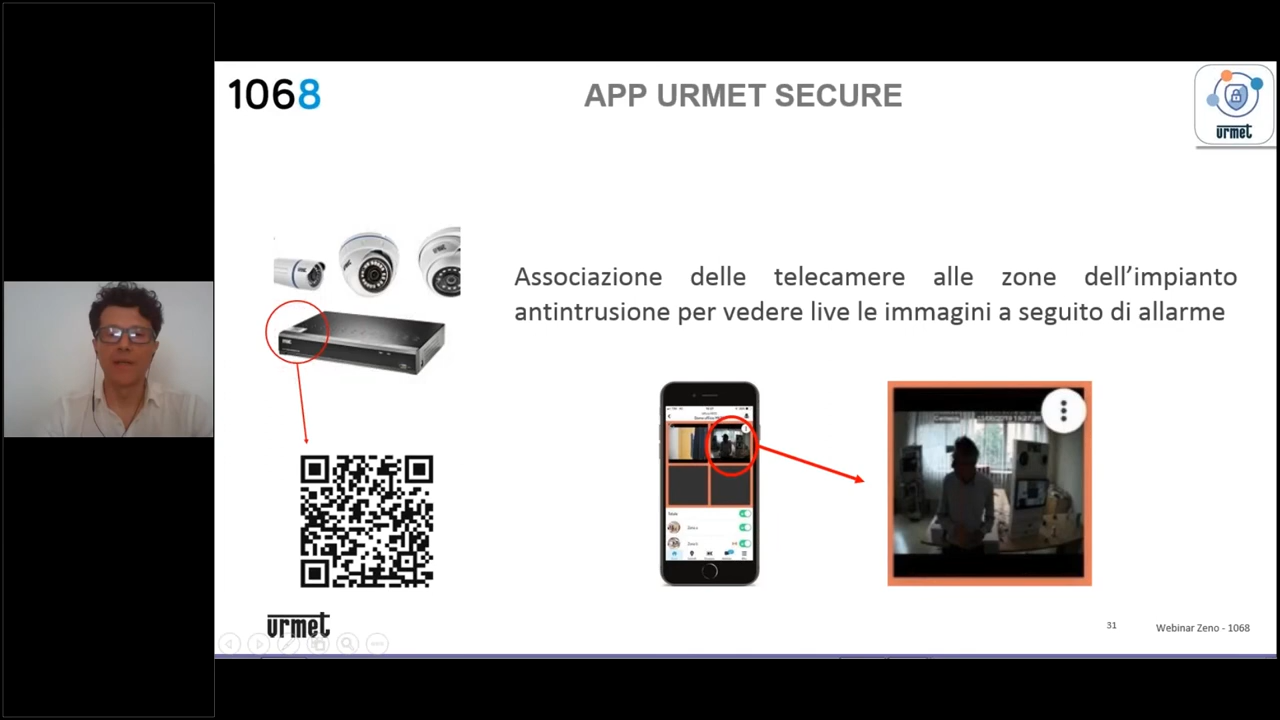 1068
APP URMET SECURE
urmet
Associazione delle telecamere alle zone dell’impianto
antintrusione per vedere live le immagini a seguito di allarme
urmet
31
Webinar Zeno - 1068